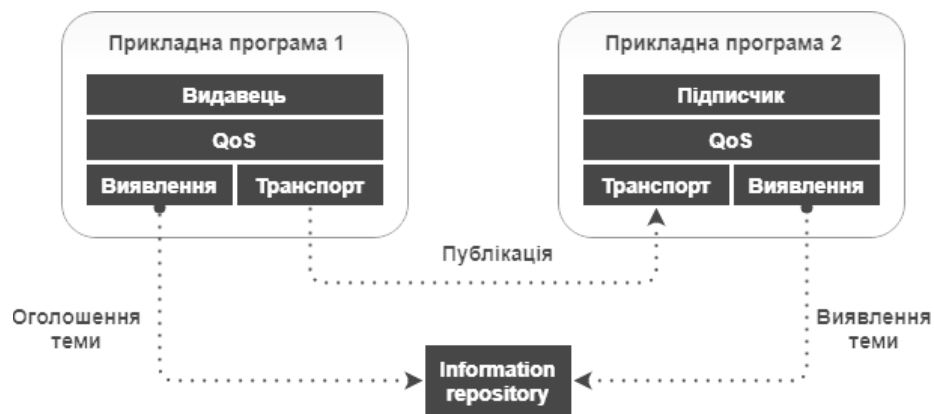 Прикладна програма 1
Видавець
QoS
Виявлення
Транспорт
Прикладна програма 2
Підписчик
QoS
Транспорт
Виявлення
Публікація
Оголошення
теми
Виявлення
теми
Information
repository